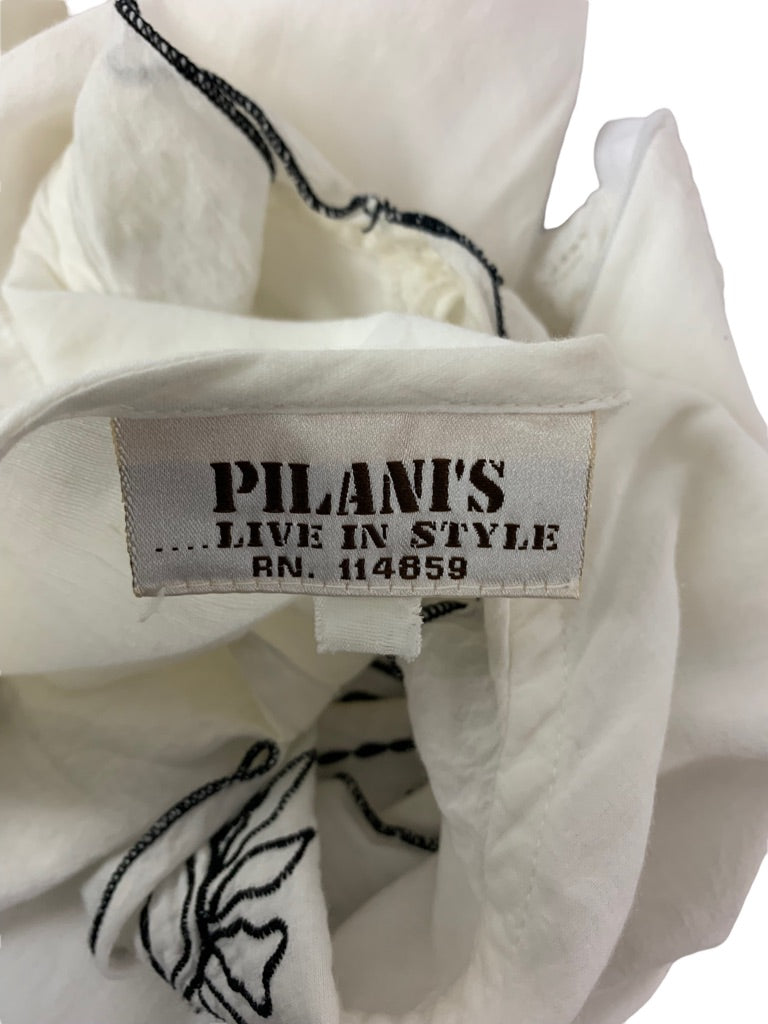 PILANI'S
....LIVE IN STYLE
RN. 114859